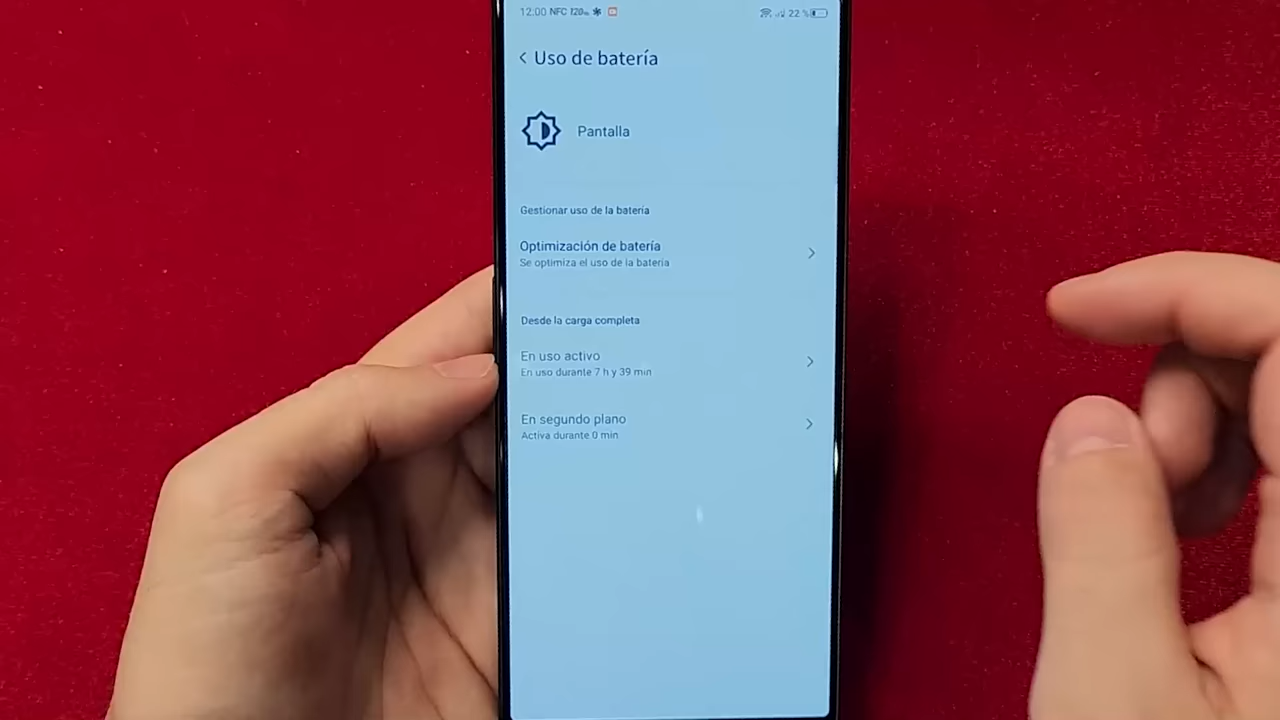 12:00 NFC 22 %
Uso de batería
Pantalla
Gestionar uso de la batería
Optimización de batería
Se optimiza el uso de la batería
Desde la carga completa
En uso activo
En uso durante 7 h y 39 min
En segundo plano
Activa durante 0 min